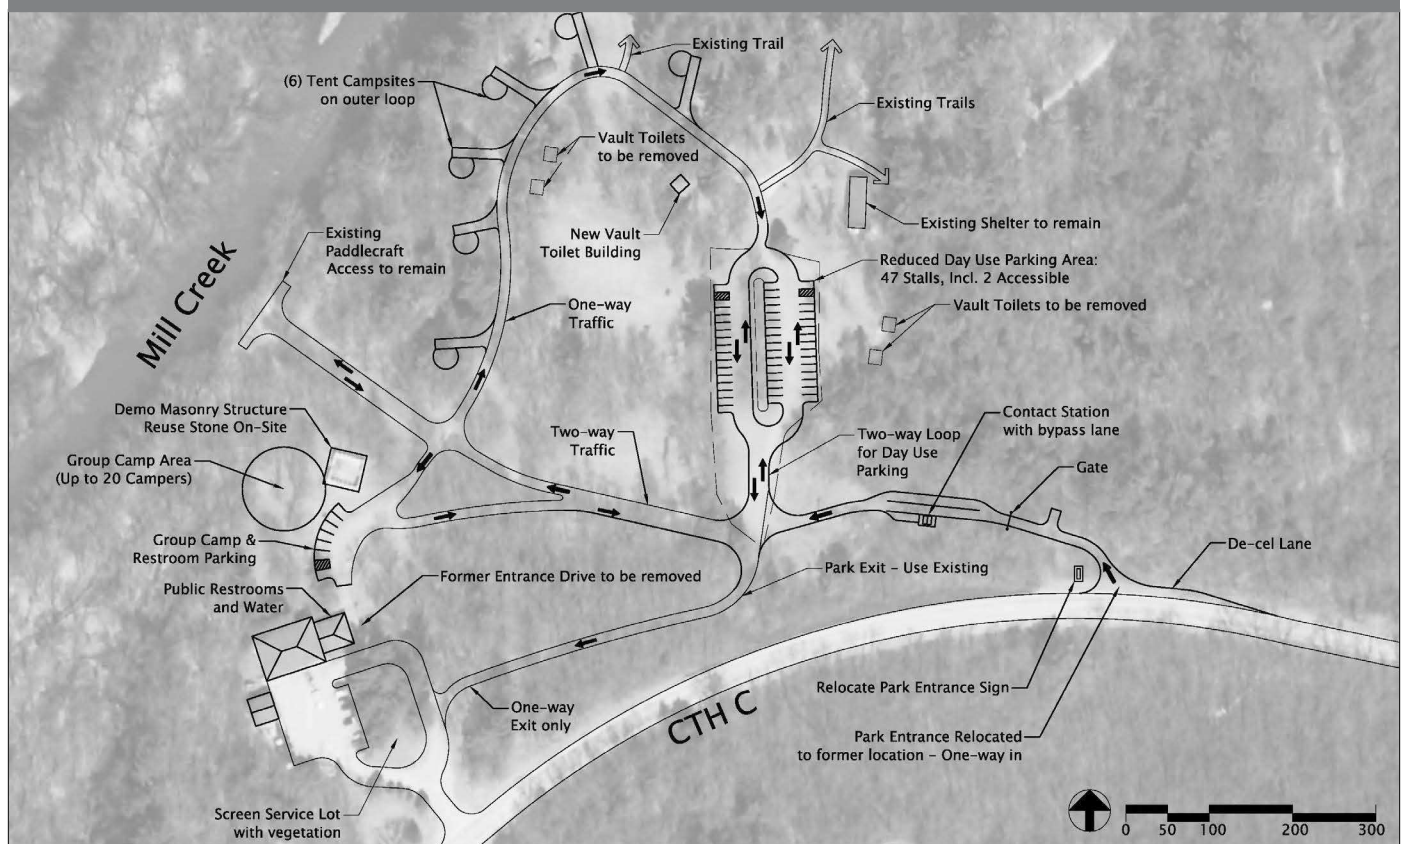 Existing Trail
(6) Tent Campsites
on outer loop
Existing Trails
Vault Toilets
to be removed
Existing Shelter to remain
New Vault
Toilet Building
Existing
Paddlecraft
Access to remain
Reduced Day Use Parking Area:
47 Stalls, Incl. 2 Accessible
Mill Creek
One-way
Traffic
Vault Toilets to be removed
Demo Masonry Structure
Reuse Stone On-Site
Contact Station
with bypass lane
Two-way
Traffic
Two-way Loop
for Day Use
Parking
Group Camp Area
(Up to 20 Campers)
Gate
Group Camp &
Restroom Parking
De-cel Lane
Park Exit - Use Existing
Former Entrance Drive to be removed
Public Restrooms
and Water
Relocate Park Entrance Sign
One-way
Exit only
CTH C
Park Entrance Relocated
to former location - One-way in
Screen Service Lot
with vegetation
0 50 100 200 300